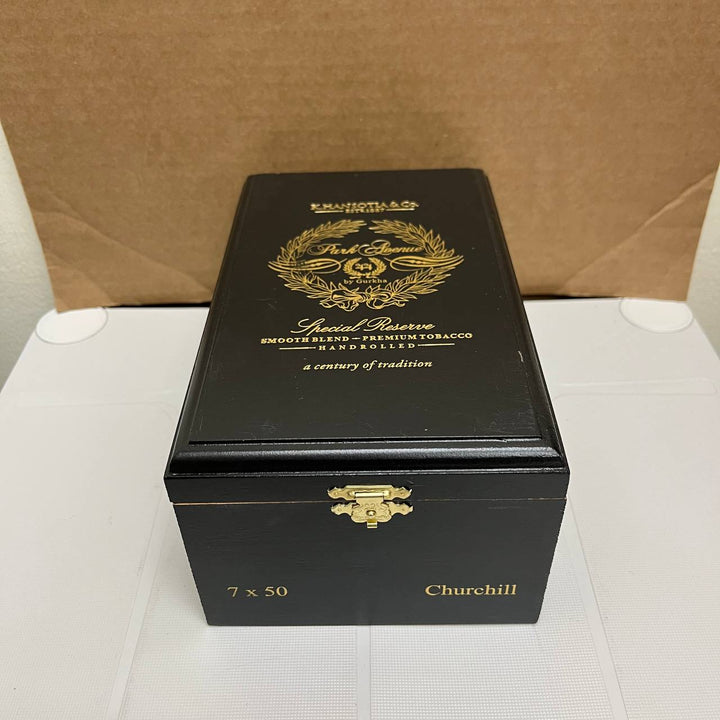 K. HANSOTIA & Co.
Park Avenue
by Gurkha
Special Reserve
SMOOTH BLEND – PREMIUM TOBACCO
HANDROLLED
a century of tradition
7 x 50 Churchill